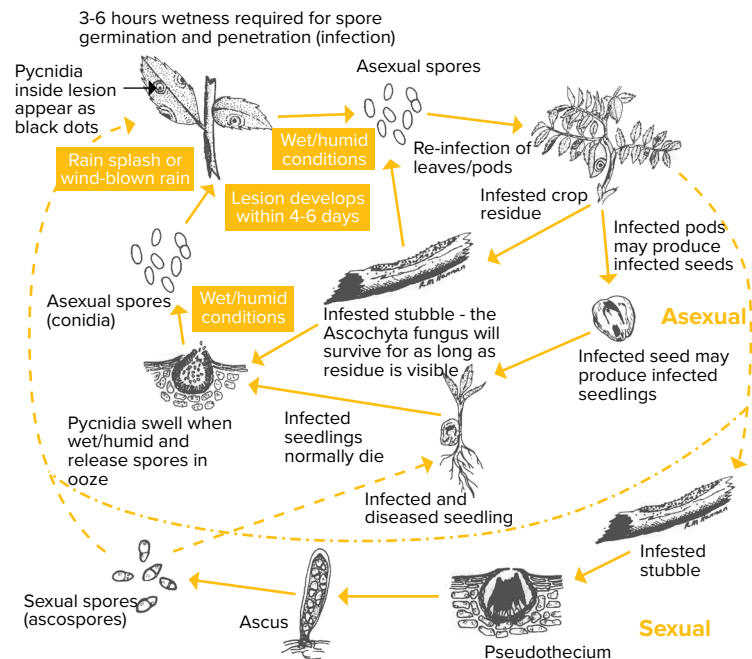 3-6 hours wetness required for spore
germination and penetration (infection)
Pycnidia
inside lesion
appear as
black dots
Asexual spores
Wet/humid
conditions
Re-infection of
leaves/pods
Rain splash or
wind-blown rain
Lesion develops
within 4-6 days
Infested crop
residue
Infected pods
may produce
infected seeds
Asexual spores
(conidia)
Wet/humid
conditions
Infested stubble - the
Ascochyta fungus will
survive for as long as
residue is visible
Asexual
Infected seed may
produce infected
seedlings
Pycnidia swell when
wet/humid and
release spores in
ooze
Infected
seedlings
normally die
Infected and
diseased seedling
Infested
stubble
Sexual spores
(ascospores)
Ascus
Pseudothecium
Sexual